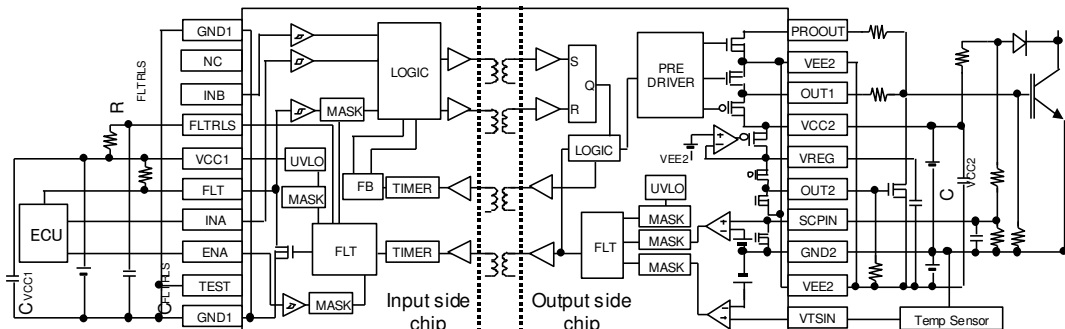 GND1
NC
INB
FLTRLS
VCC1
FLT
INA
ENA
TEST
GND1
R
FLTRLS
ECU
C VCC1
C FLTRLS
LOGIC
MASK
UVLO
MASK
FB
TIMER
FLT
TIMER
MASK
Input side
chip
Output side
chip
S
R
Q
PRE
DRIVER
LOGIC
VEE2
UVLO
MASK
MASK
MASK
FLT
+
-
+
-
+
-
PROOUT
VEE2
OUT1
VCC2
VREG
OUT2
SCPIN
GND2
VEE2
VTSIN
C
VCC2
Temp Sensor